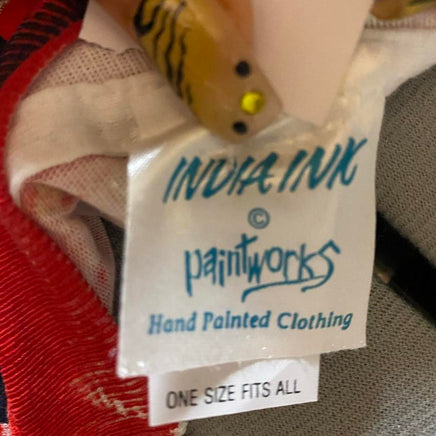 INDIA INK
©
paintworks
Hand Painted Clothing
ONE SIZE FITS ALL